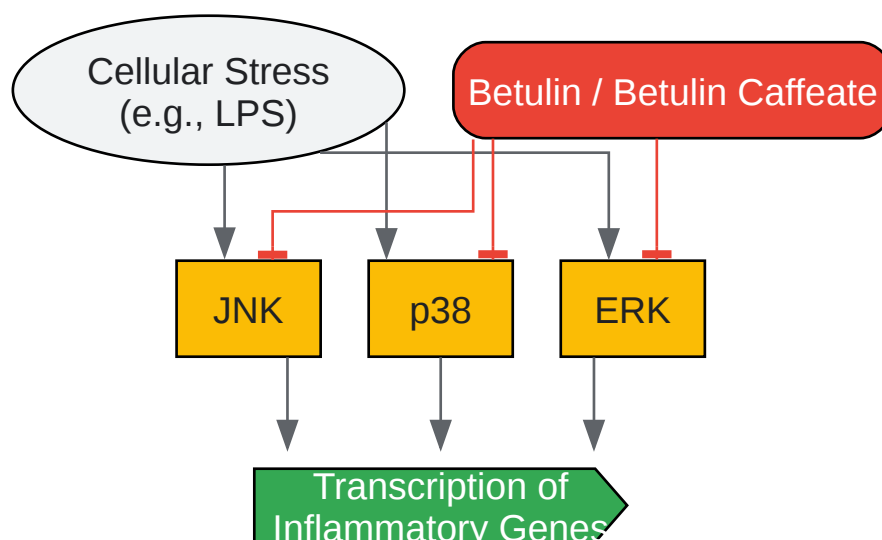 Cellular Stress
(e.g., LPS)
Betulin / Betulin Caffeate
JNK
p38
ERK
Transcription of
Inflammatory Genes